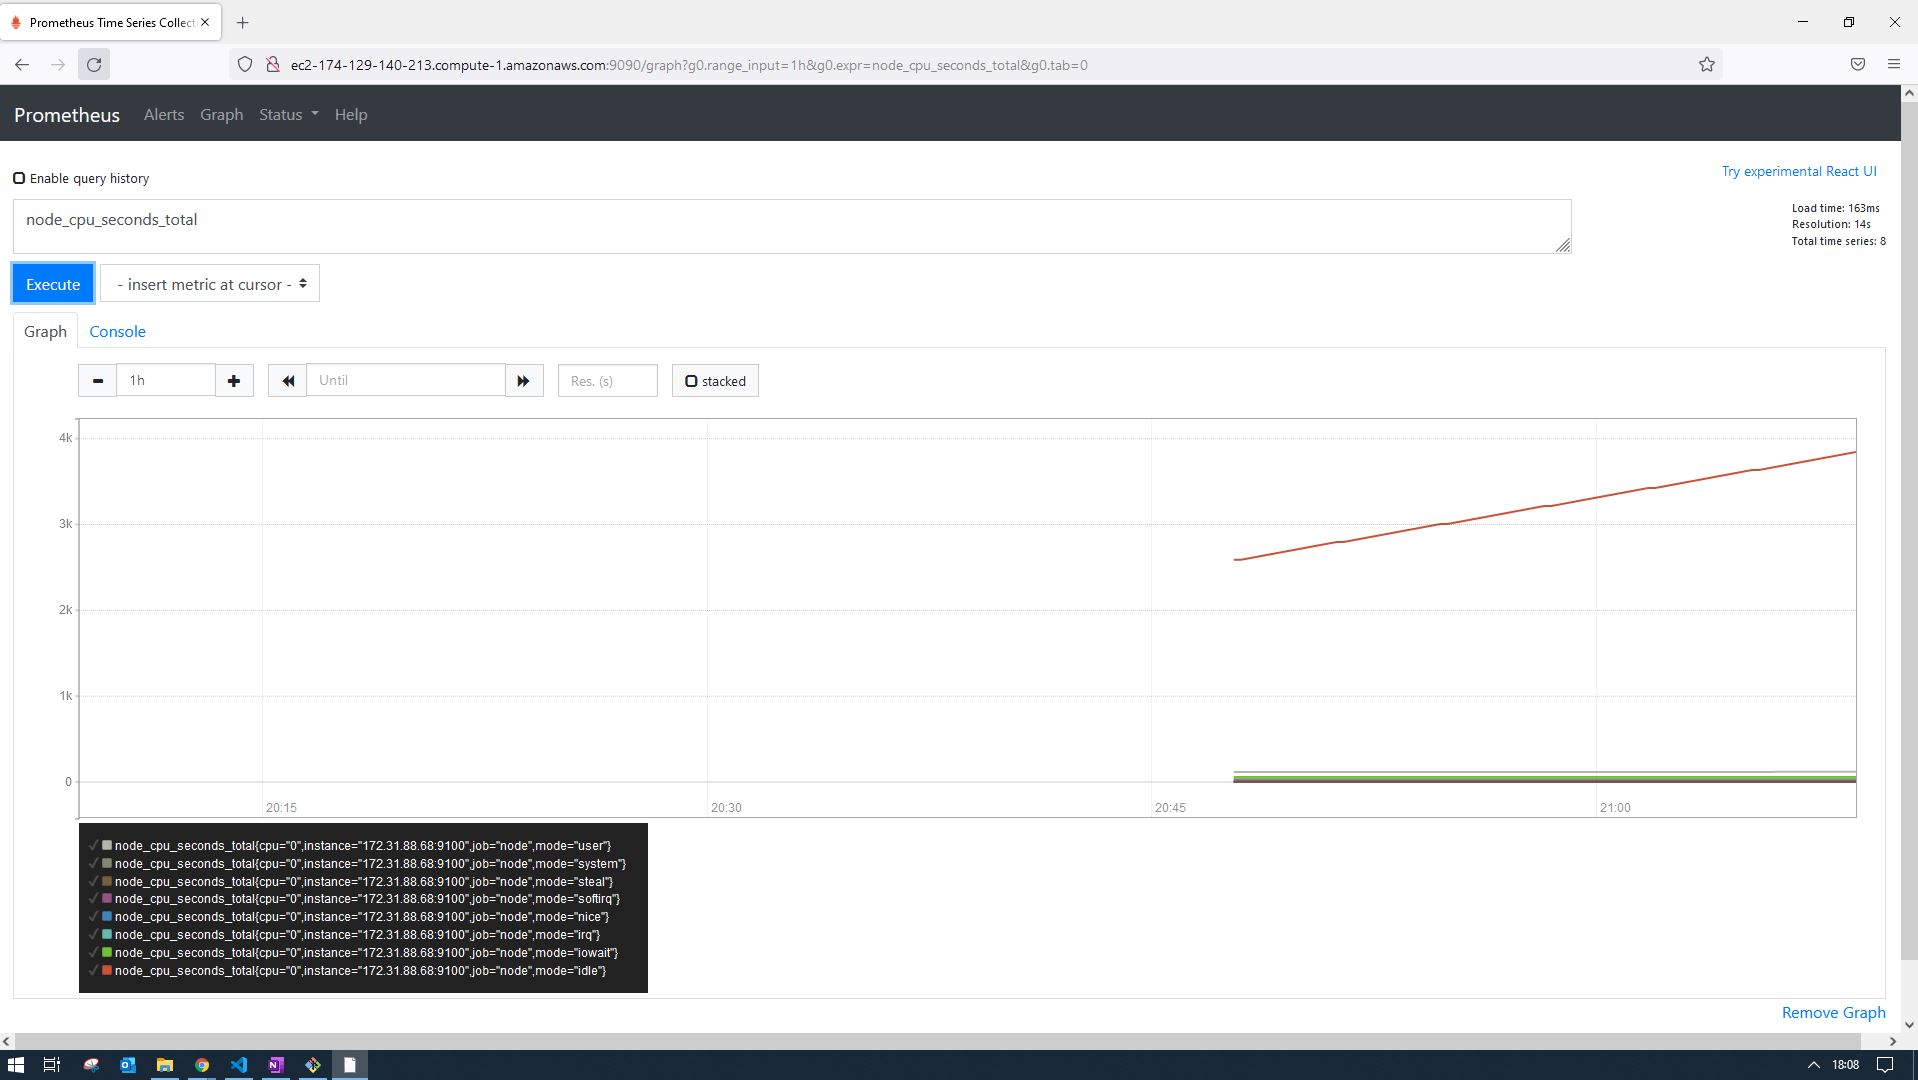 Prometheus Time Series Collect
ec2-174-129-140-213.compute-1.amazonaws.com:9090/graph?g0.range_input=1h&g0.expr=node_cpu_seconds_total&g0.tab=0
Prometheus Alerts Graph Status Help
Enable query history
Try experimental React UI
node_cpu_seconds_total
Load time: 163ms
Resolution: 14s
Total time series: 8
Execute - insert metric at cursor -
Graph Console
1h Until Res. (s) stacked
4k
3k
2k
1k
0
20:15 20:30 20:45 21:00
node_cpu_seconds_total{cpu="0",instance="172.31.88.68:9100",job="node",mode="user"}
node_cpu_seconds_total{cpu="0",instance="172.31.88.68:9100",job="node",mode="system"}
node_cpu_seconds_total{cpu="0",instance="172.31.88.68:9100",job="node",mode="steal"}
node_cpu_seconds_total{cpu="0",instance="172.31.88.68:9100",job="node",mode="softirq"}
node_cpu_seconds_total{cpu="0",instance="172.31.88.68:9100",job="node",mode="nice"}
node_cpu_seconds_total{cpu="0",instance="172.31.88.68:9100",job="node",mode="irq"}
node_cpu_seconds_total{cpu="0",instance="172.31.88.68:9100",job="node",mode="iowait"}
node_cpu_seconds_total{cpu="0",instance="172.31.88.68:9100",job="node",mode="idle"}
Remove Graph
18:08